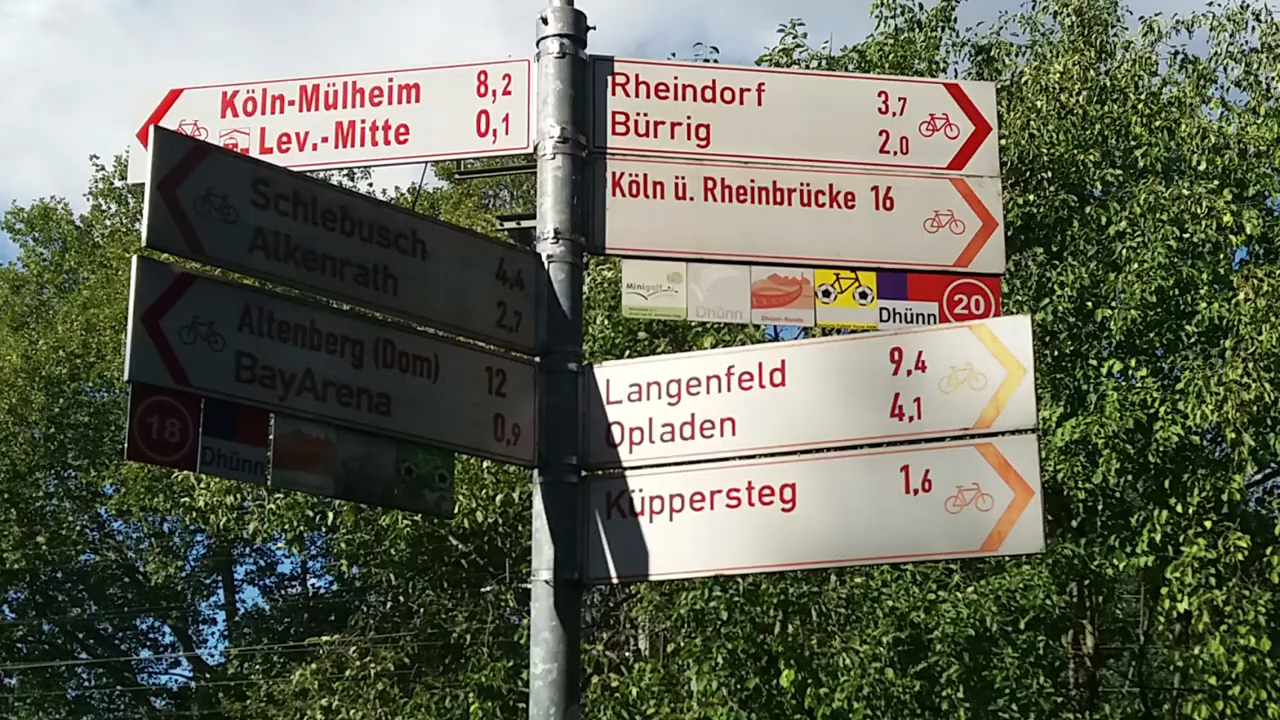 Köln-Mülheim 8,2
Lev.-Mitte 0,1
Schlebusch 4,4
Alkenrath 2,7
Altenberg (Dom) 12
BayArena 0,9
18 Dhünn
Rheindorf 3,7
Bürrig 2,0
Köln ü. Rheinbrücke 16
Minigolf Dhünn Dhünn 20
Langenfeld 9,4
Opladen 4,1
Küppersteg 1,6